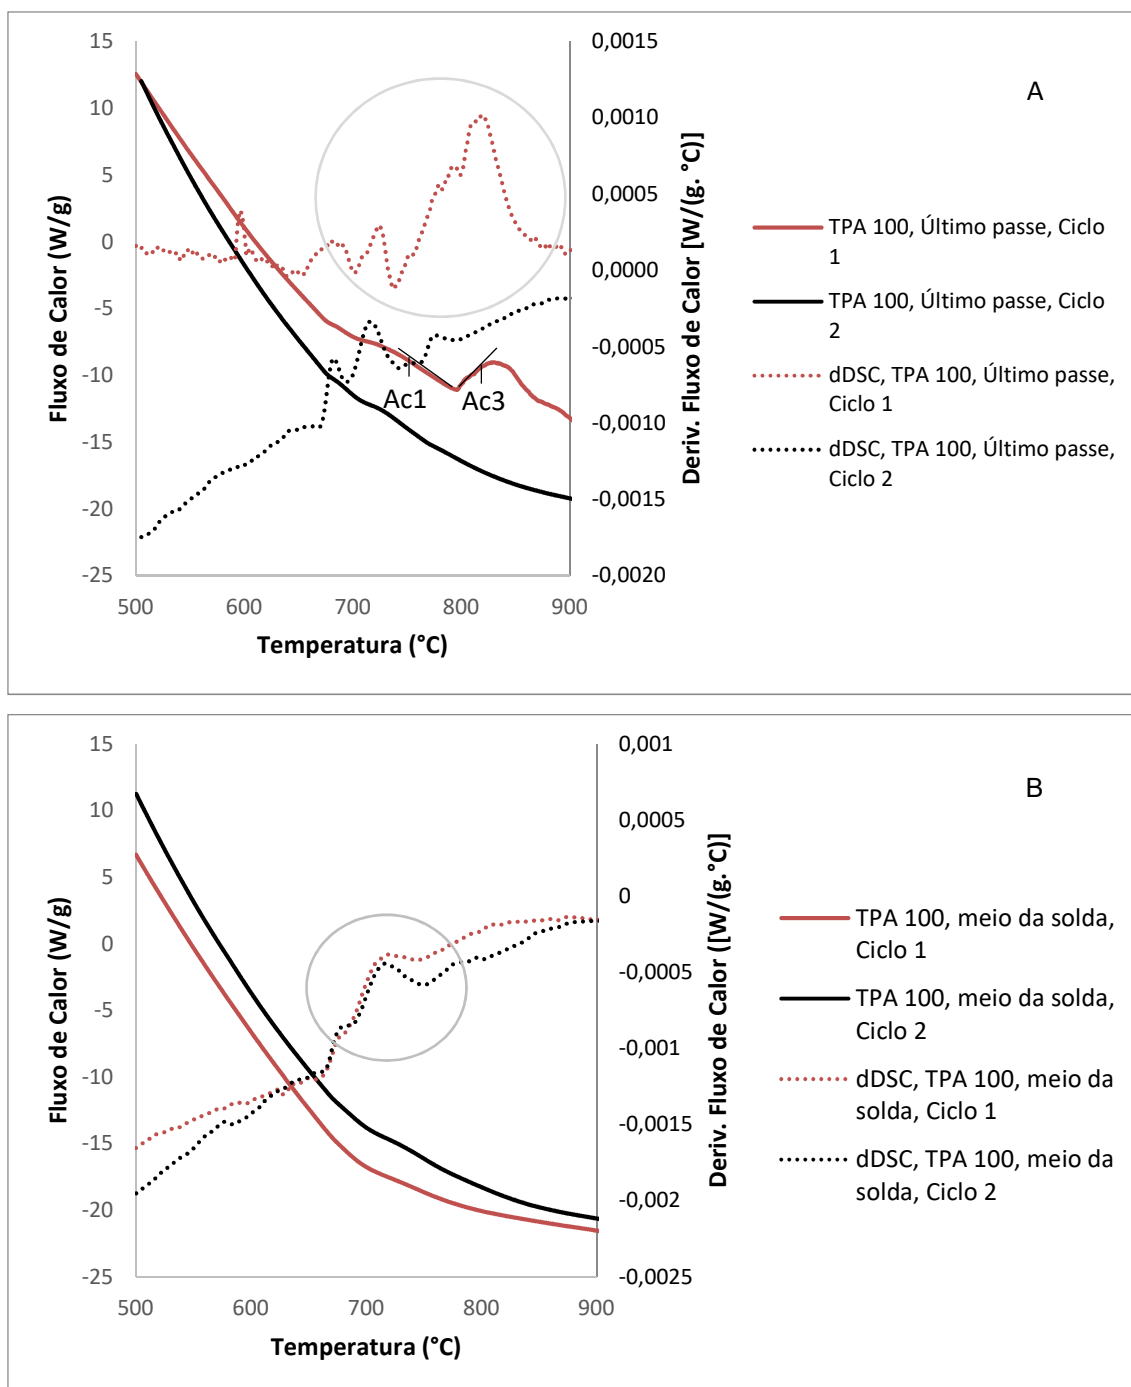 A
15
10
5
0
-5
-10
-15
-20
-25
Fluxo de Calor (W/g)
0,0015
0,0010
0,0005
0,0000
-0,0005
-0,0010
-0,0015
-0,0020
Deriv. Fluxo de Calor [W/(g. °C)]
Ac1
Ac3
500
600
700
800
900
Temperatura (°C)
TPA 100, Último passe, Ciclo
1
TPA 100, Último passe, Ciclo
2
dDSC, TPA 100, Último passe,
Ciclo 1
dDSC, TPA 100, Último passe,
Ciclo 2
B
15
10
5
0
-5
-10
-15
-20
-25
Fluxo de Calor (W/g)
0,001
0,0005
0
-0,0005
-0,001
-0,0015
-0,002
-0,0025
Deriv. Fluxo de Calor ([W/(g. °C)]
500
600
700
800
900
Temperatura (°C)
TPA 100, meio da solda,
Ciclo 1
TPA 100, meio da solda,
Ciclo 2
dDSC, TPA 100, meio da
solda, Ciclo 1
dDSC, TPA 100, meio da
solda, Ciclo 2